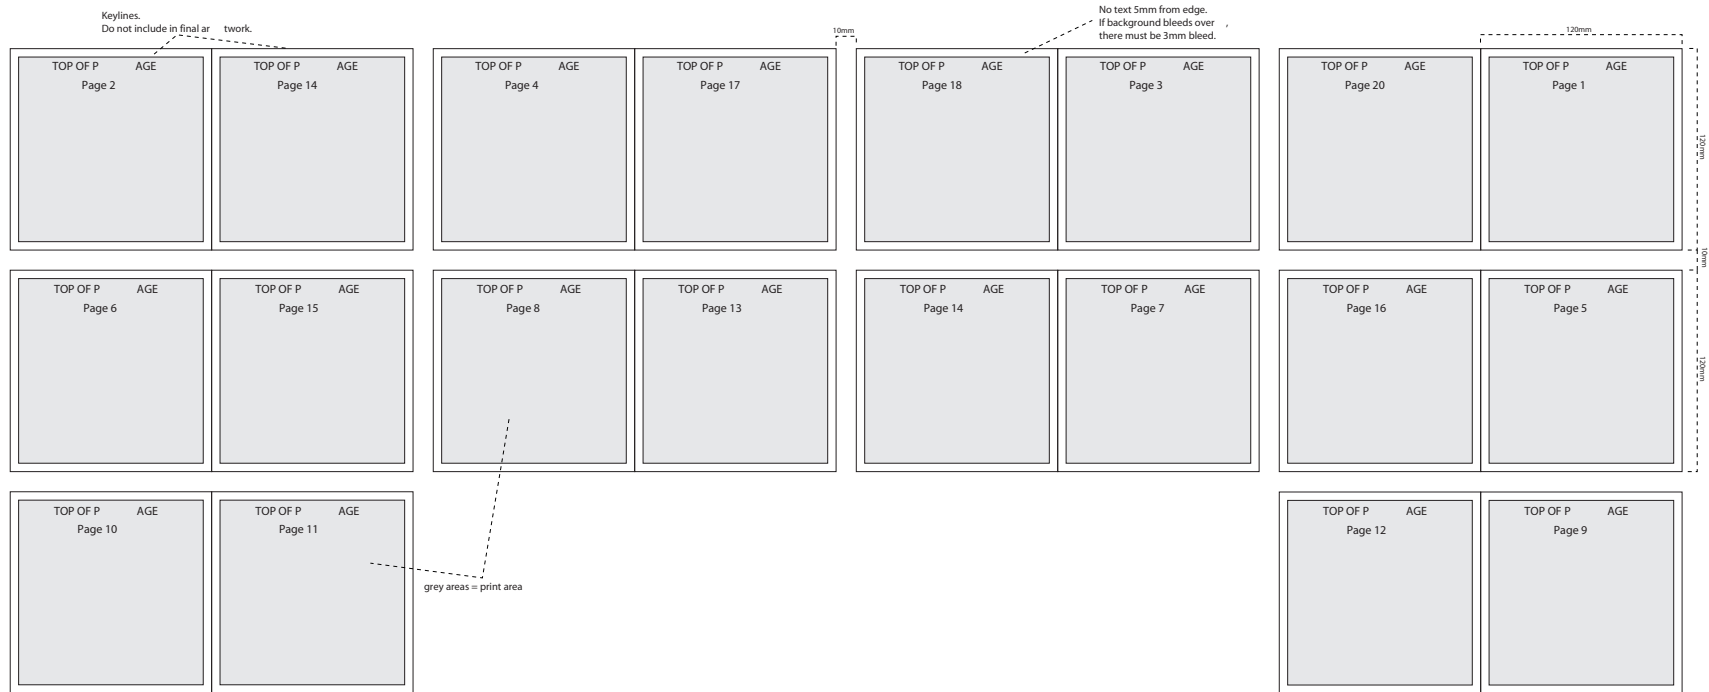 Keylines.
Do not include in final ar twork.
10mm
No text 5mm from edge.
If background bleeds over ,
there must be 3mm bleed.
120mm
TOP OF P AGE
Page 2
TOP OF P AGE
Page 14
TOP OF P AGE
Page 4
TOP OF P AGE
Page 17
TOP OF P AGE
Page 18
TOP OF P AGE
Page 3
TOP OF P AGE
Page 20
TOP OF P AGE
Page 1
120mm
10mm
TOP OF P AGE
Page 6
TOP OF P AGE
Page 15
TOP OF P AGE
Page 8
TOP OF P AGE
Page 13
TOP OF P AGE
Page 14
TOP OF P AGE
Page 7
TOP OF P AGE
Page 16
TOP OF P AGE
Page 5
120mm
TOP OF P AGE
Page 10
TOP OF P AGE
Page 11
grey areas = print area
TOP OF P AGE
Page 12
TOP OF P AGE
Page 9